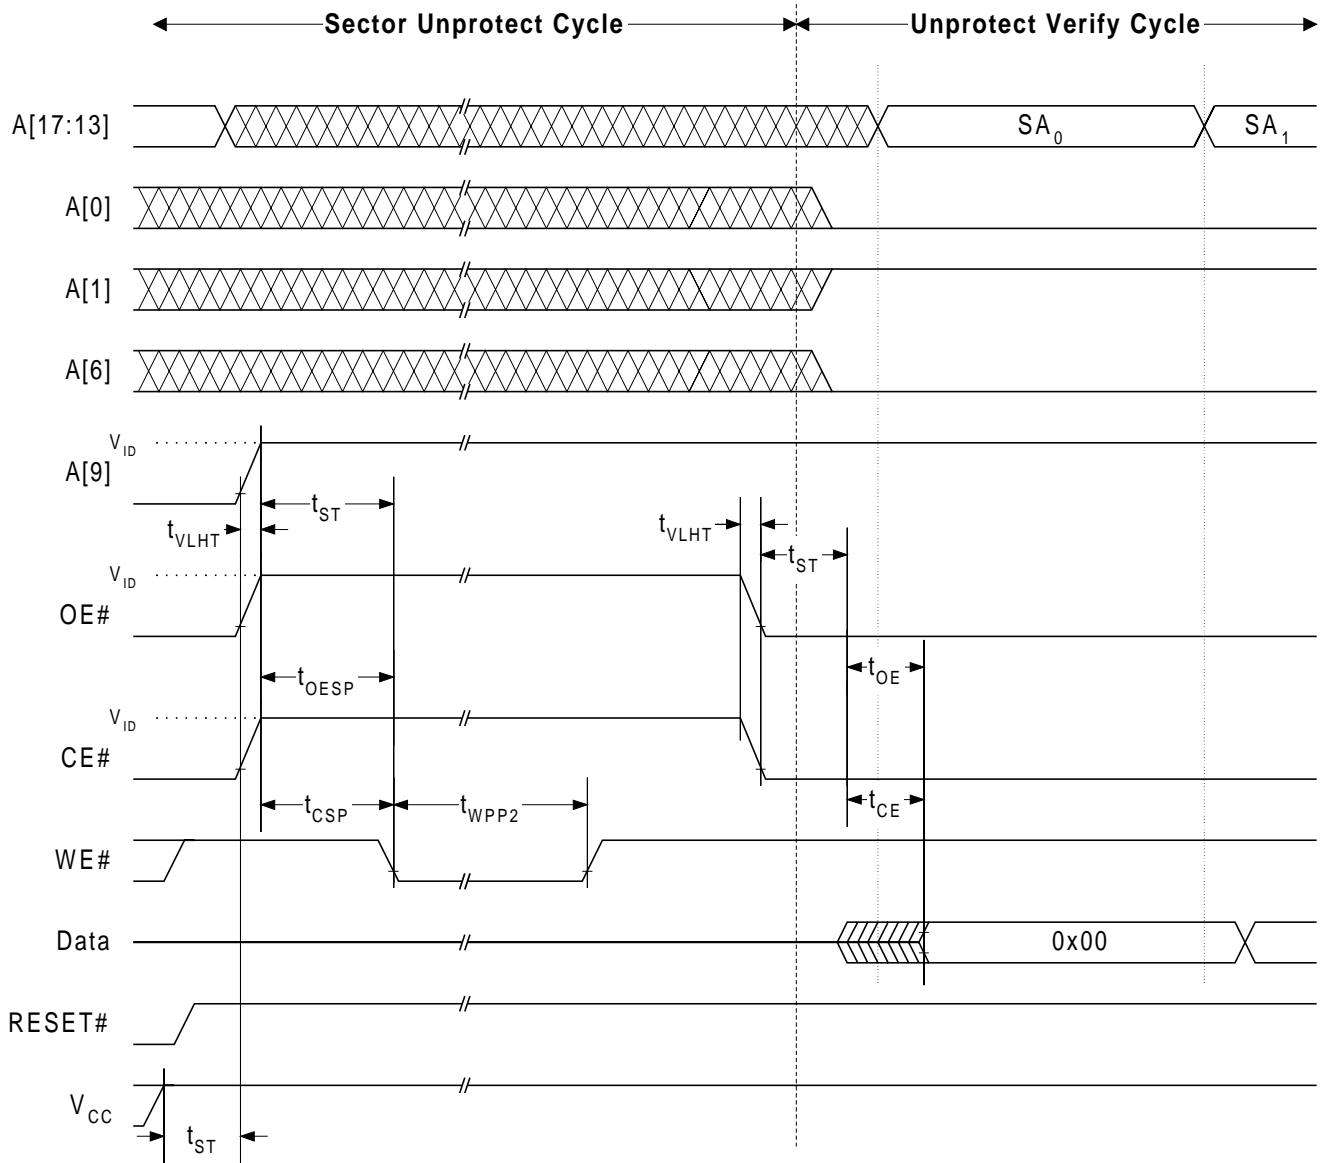 Sector Unprotect Cycle Unprotect Verify Cycle
A[17:13] SA0 SA1
A[0]
A[1]
A[6]
VID
A[9]
tST
tVLHT tVLHT
tST
VID
OE#
tOESP tOE
VID
CE#
tCSP tWPP2 tCE
WE#
Data 0x00
RESET#
VCC
tST